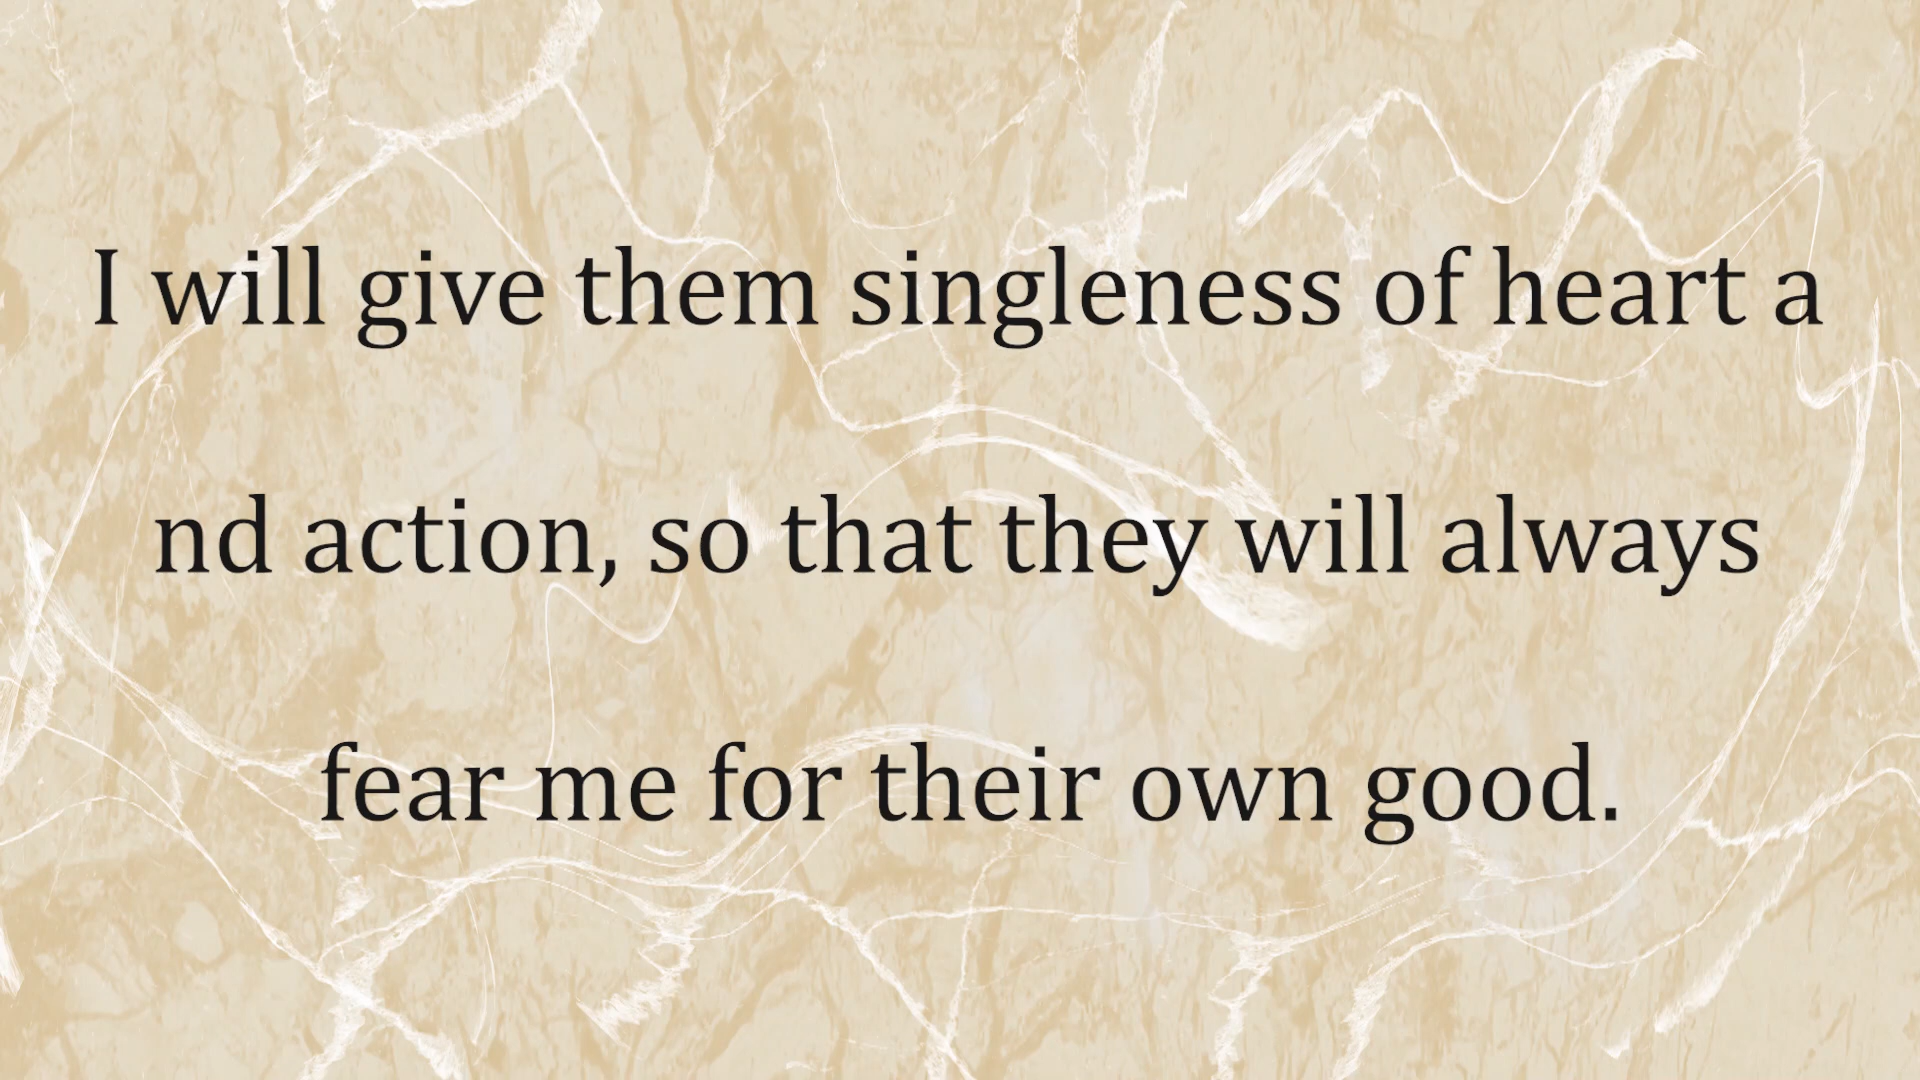 I will give them singleness of heart a
nd action, so that they will always
fear me for their own good.